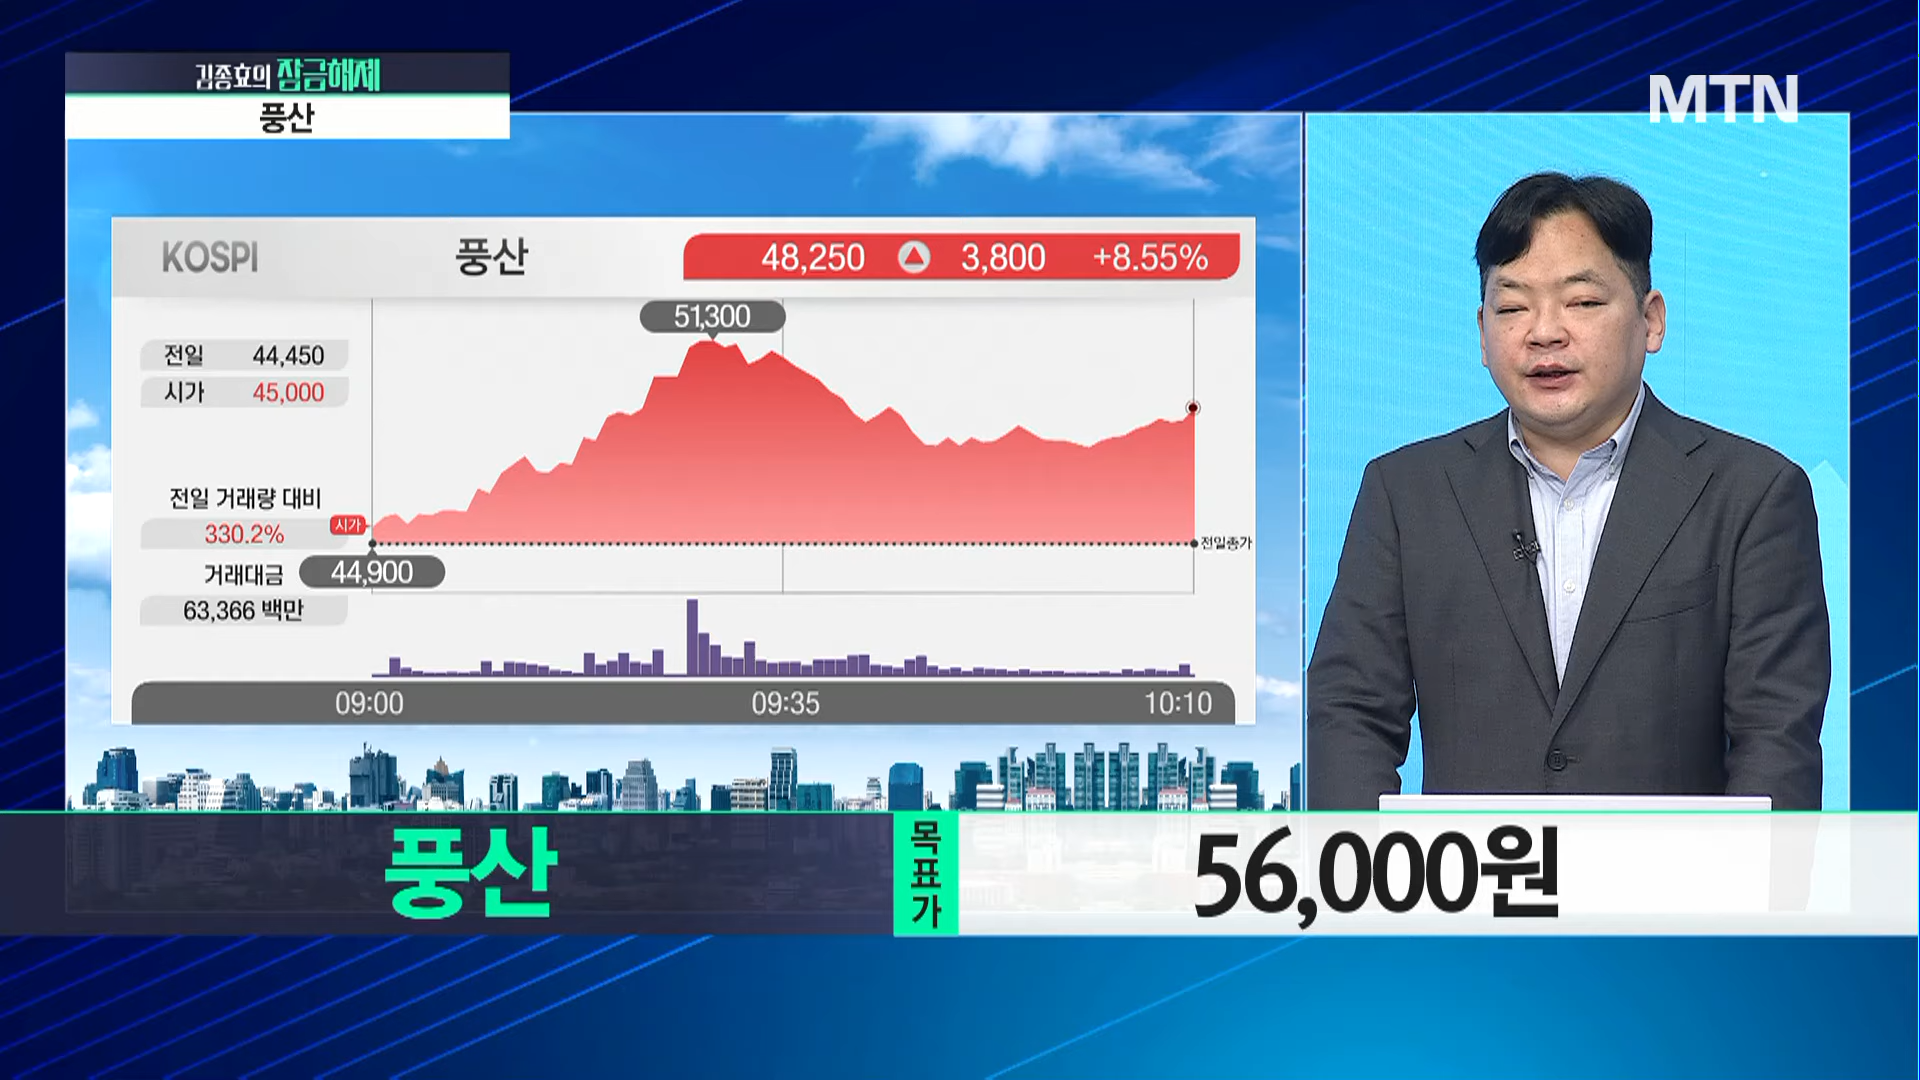 김종효의 잠금해제
풍산
MTN
KOSPI 풍산 48,250 ▲ 3,800 +8.55%
51,300
전일 44,450
시가 45,000
전일 거래량 대비
330.2%
시가
전일종가
거래대금
44,900
63,366 백만
09:00 09:35 10:10
풍산
목표가
56,000원